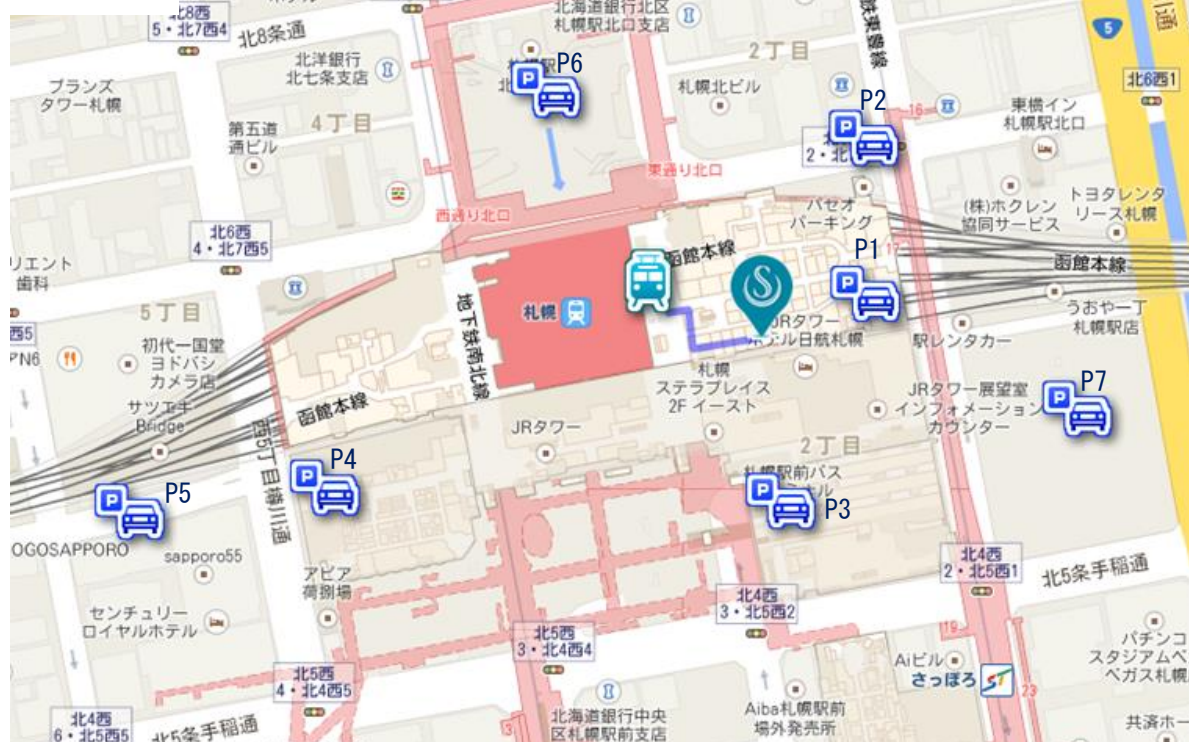 北8西
5・北7西4
北8条通
北海道銀行北区
札幌駅北口支店
5
川通
北洋銀行
北七条支店
2丁目
P6
P
札幌北ビル
北6西1
ブランズ
タワー札幌
第五道
通ビル
4丁目
P2
P
16
東横イン
札幌駅北口
東通り北口
西通り北口
パセオ
パーキング
(株)ホクレン
協同サービス
トヨタレンタ
リース札幌
北6西
4・北7西5
17
リエント
歯科
函館本線
函館本線
P1
P
5丁目
札幌
地下鉄南北線
JRタワー
ホテル日航札幌
うおや一丁
札幌駅店
駅レンタカー
初代一国堂
ヨドバシ
カメラ店
札幌
ステラプレイス
2F イースト
JRタワー展望室
インフォメーション
カウンター
P7
P
サツエキ
Bridge
函館本線
JRタワー
2丁目
西5丁目樽川通
P4
P
札幌駅前バス
P
P3
P5
P
OGOSAPPORO
sapporo55
アピア
荷捌場
北4西
2・北5西1
北5条手稲通
センチュリー
ロイヤルホテル
北4西
3・北5西2
北5西
3・北4西4
19
パチンコ
スタジアムベ
ベガス札幌
Aiビル
さっぽろ
ST
23
北5西
4・北4西5
北海道銀行中央
区札幌駅前支店
Aiba札幌駅前
場外発売所
共済ホー
北4西
6・北5西5
北5条手稲通